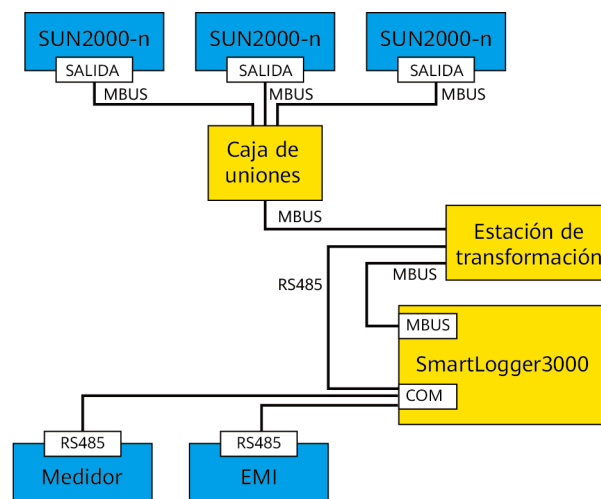 SUN2000-n
SUN2000-n
SUN2000-n
SALIDA
SALIDA
SALIDA
MBUS
MBUS
MBUS
Caja de
uniones
MBUS
Estación de
transformación
MBUS
RS485
MBUS
SmartLogger3000
COM
RS485
RS485
Medidor
EMI